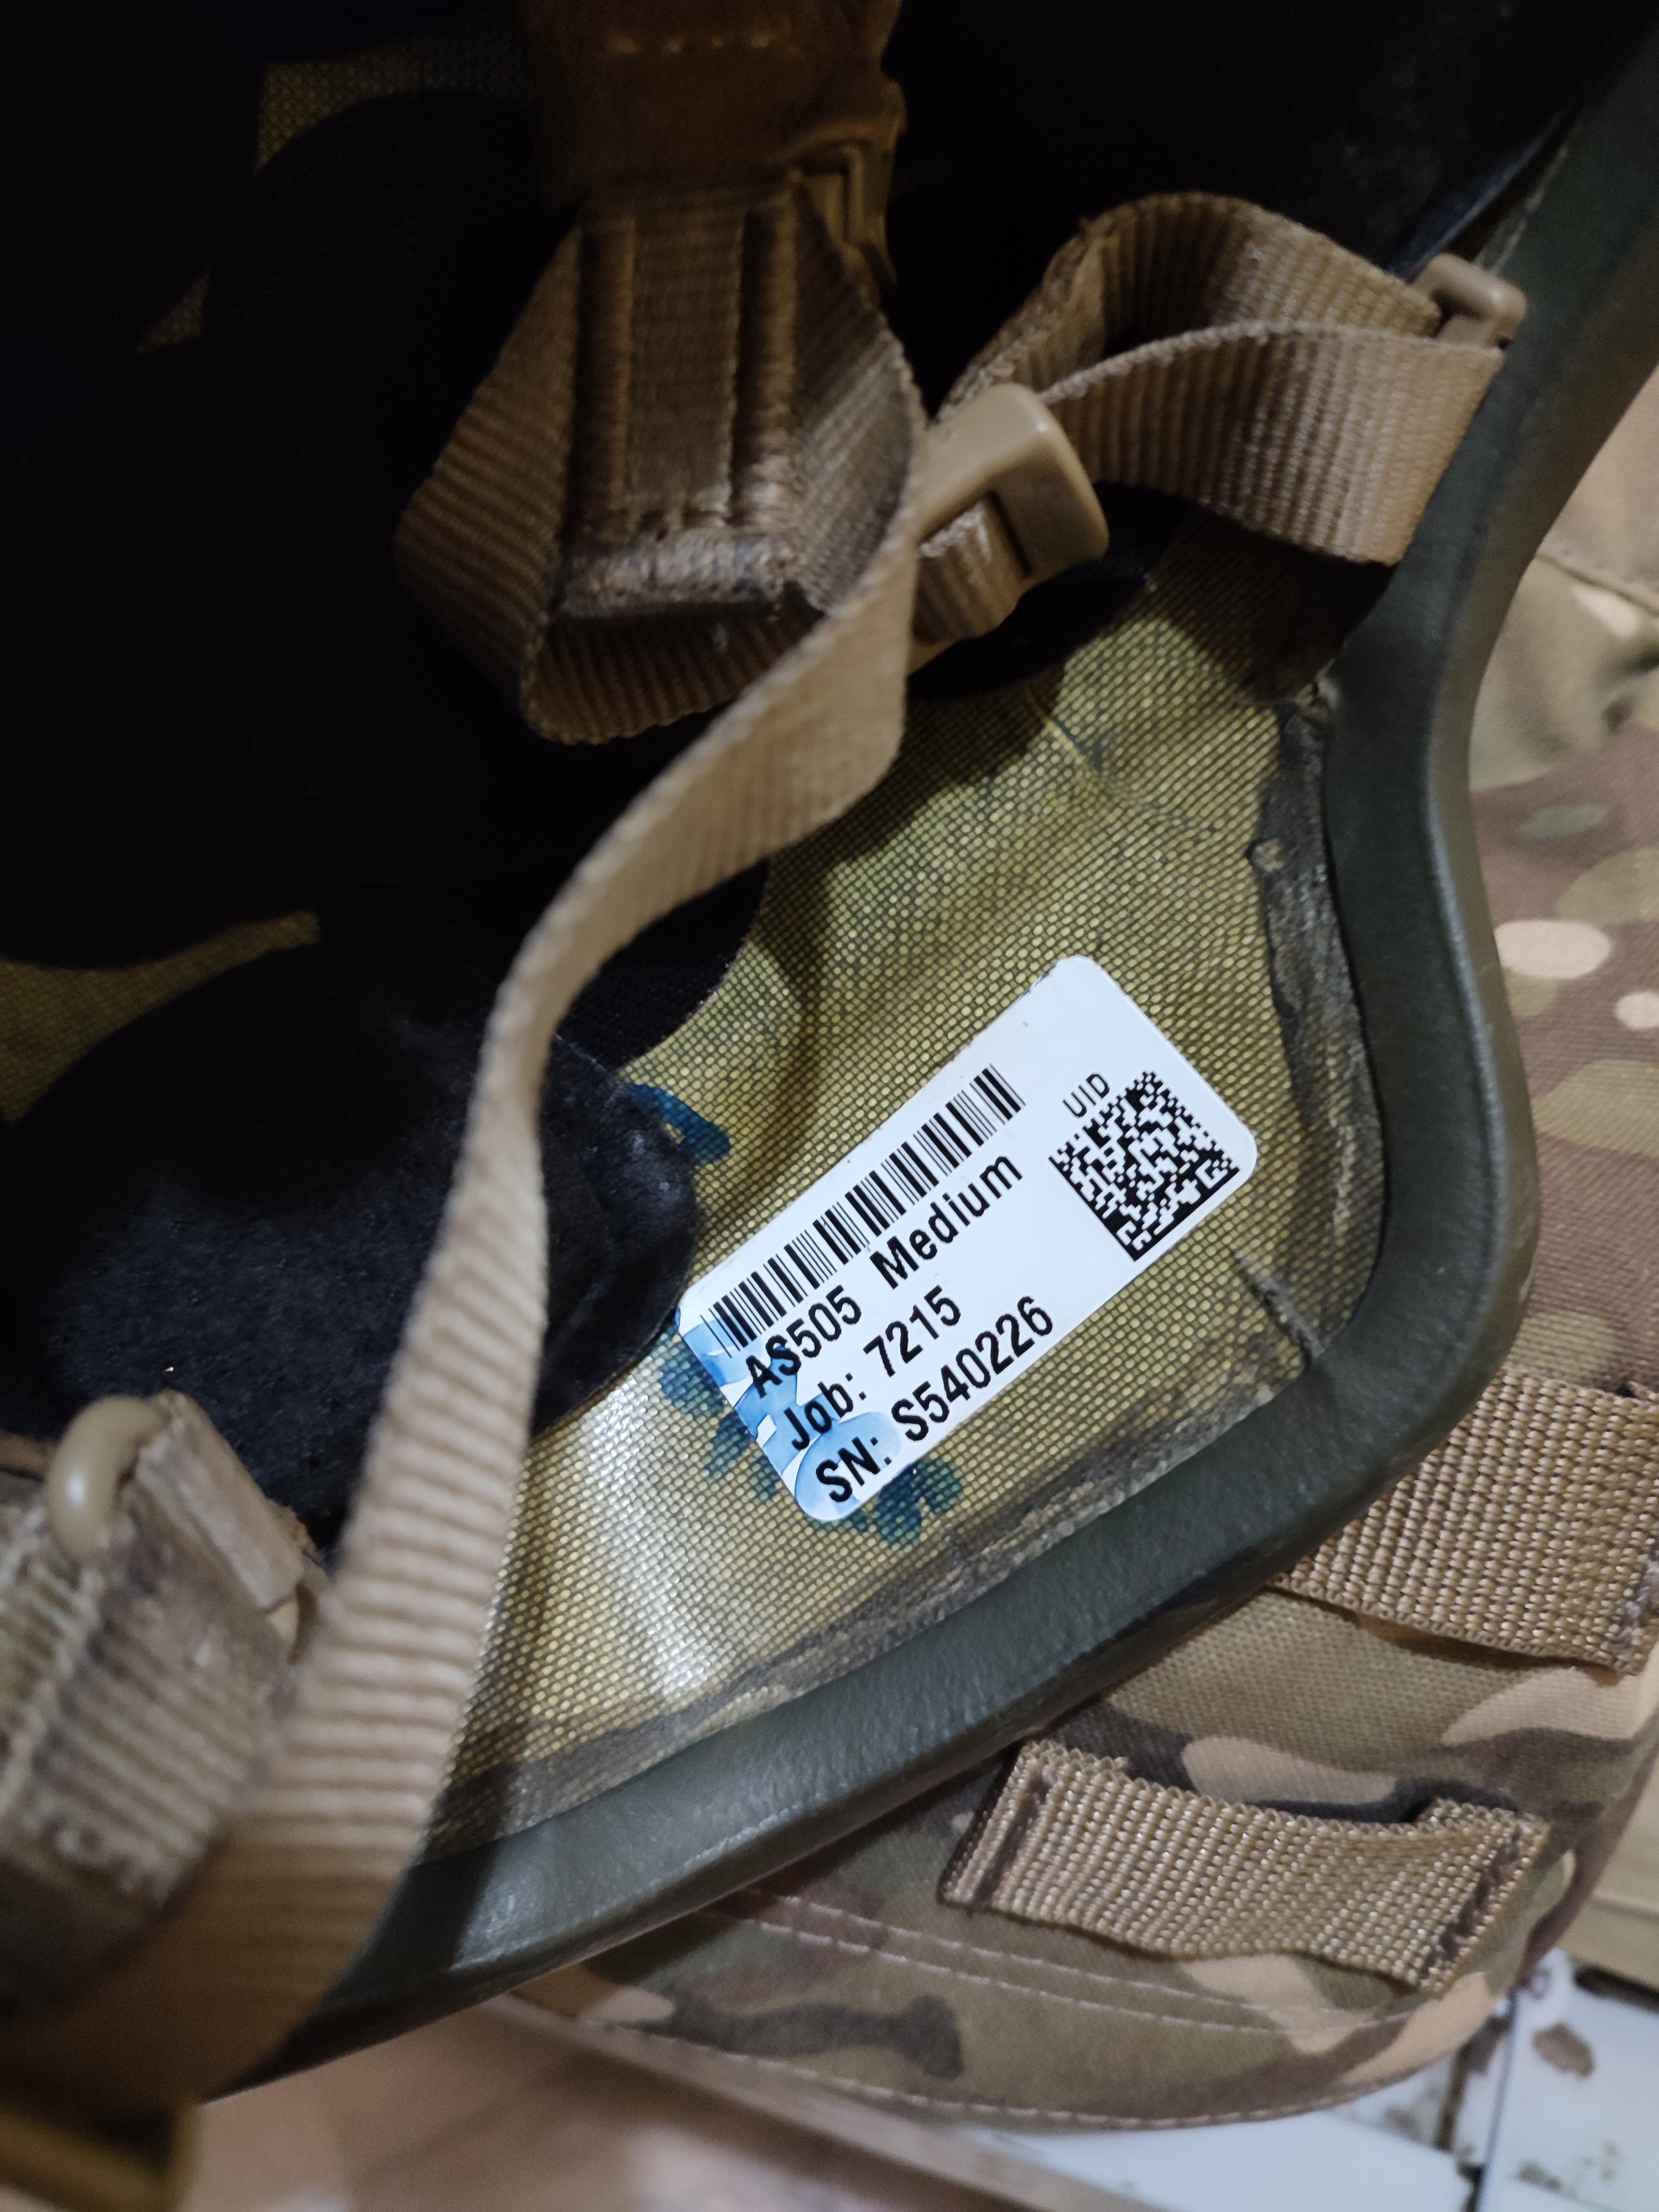 UID
AS505 Medium
Job: 7215
SN: S540226